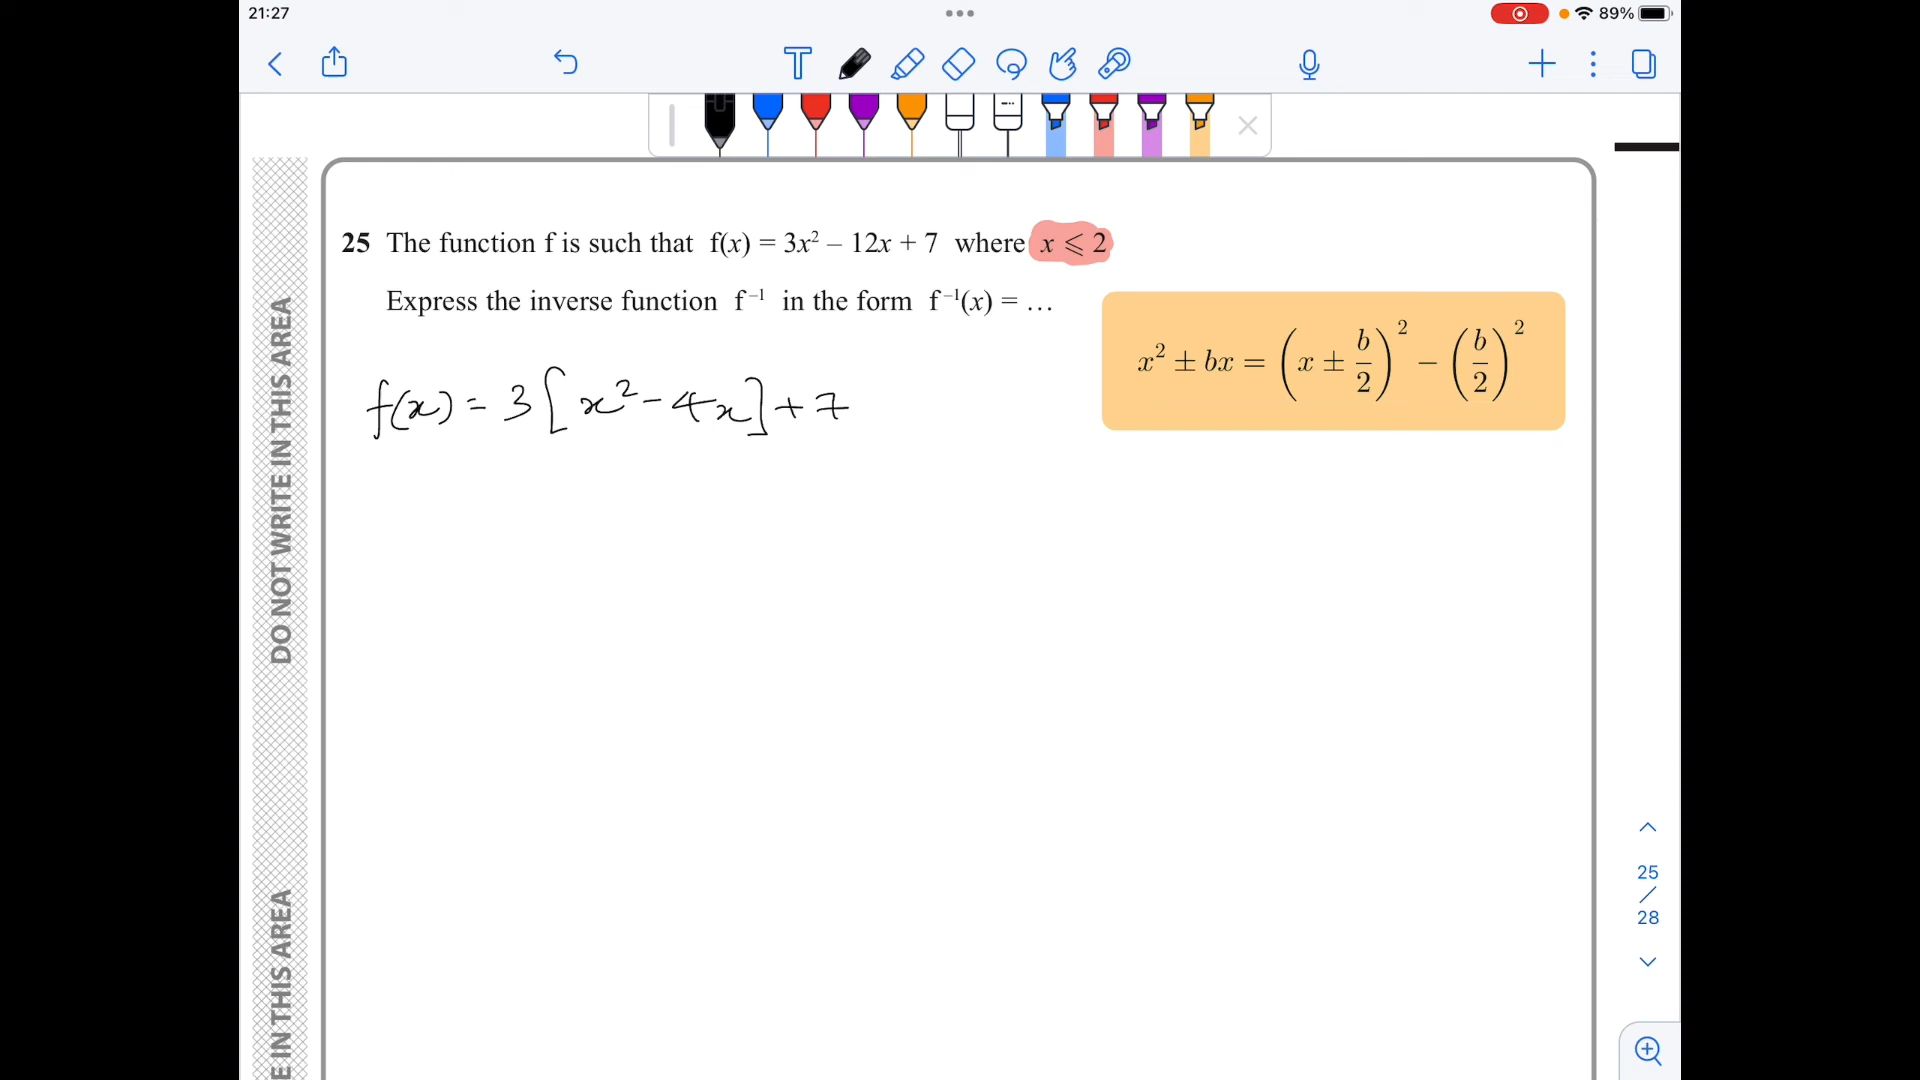 21:27
89%
25 The function f is such that f(x) = 3x² – 12x + 7 where x ⩽ 2
Express the inverse function f⁻¹ in the form f⁻¹(x) = …
x² ± bx = (x ± b/2)² − (b/2)²
f(x) = 3[x² - 4x] + 7
DO NOT WRITE IN THIS AREA
E IN THIS AREA
25
/
28